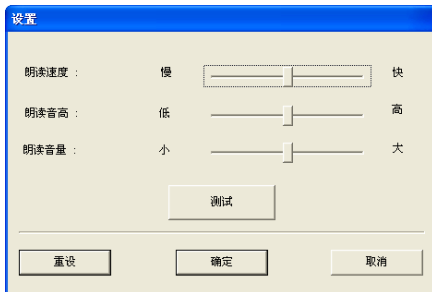 设置
朗读速度 : 慢 快
朗读音高 : 低 高
朗读音量 : 小 大
测试
重设 确定 取消